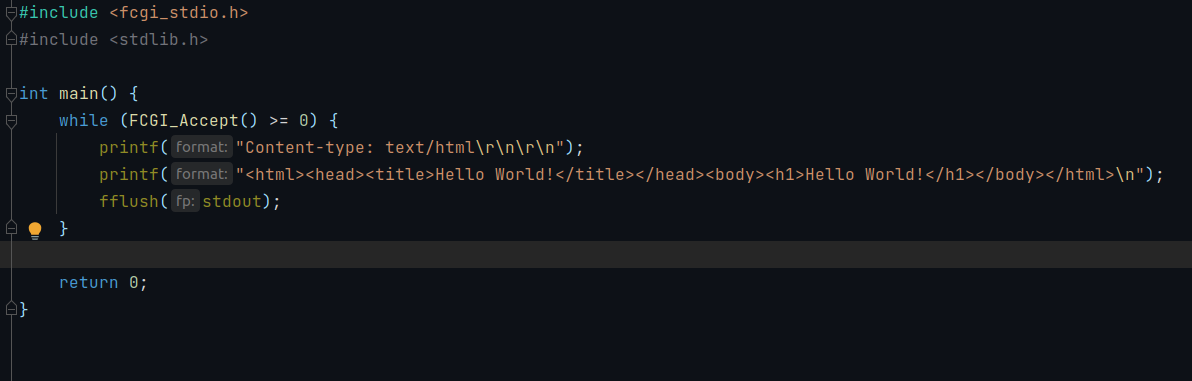 #include <fcgi_stdio.h>
#include <stdlib.h>
int main() {
while (FCGI_Accept() >= 0) {
printf(format:"Content-type: text/html\r\n\r\n");
printf(format:"<html><head><title>Hello World!</title></head><body><h1>Hello World!</h1></body></html>\n");
fflush(fp:stdout);
}
return 0;
}